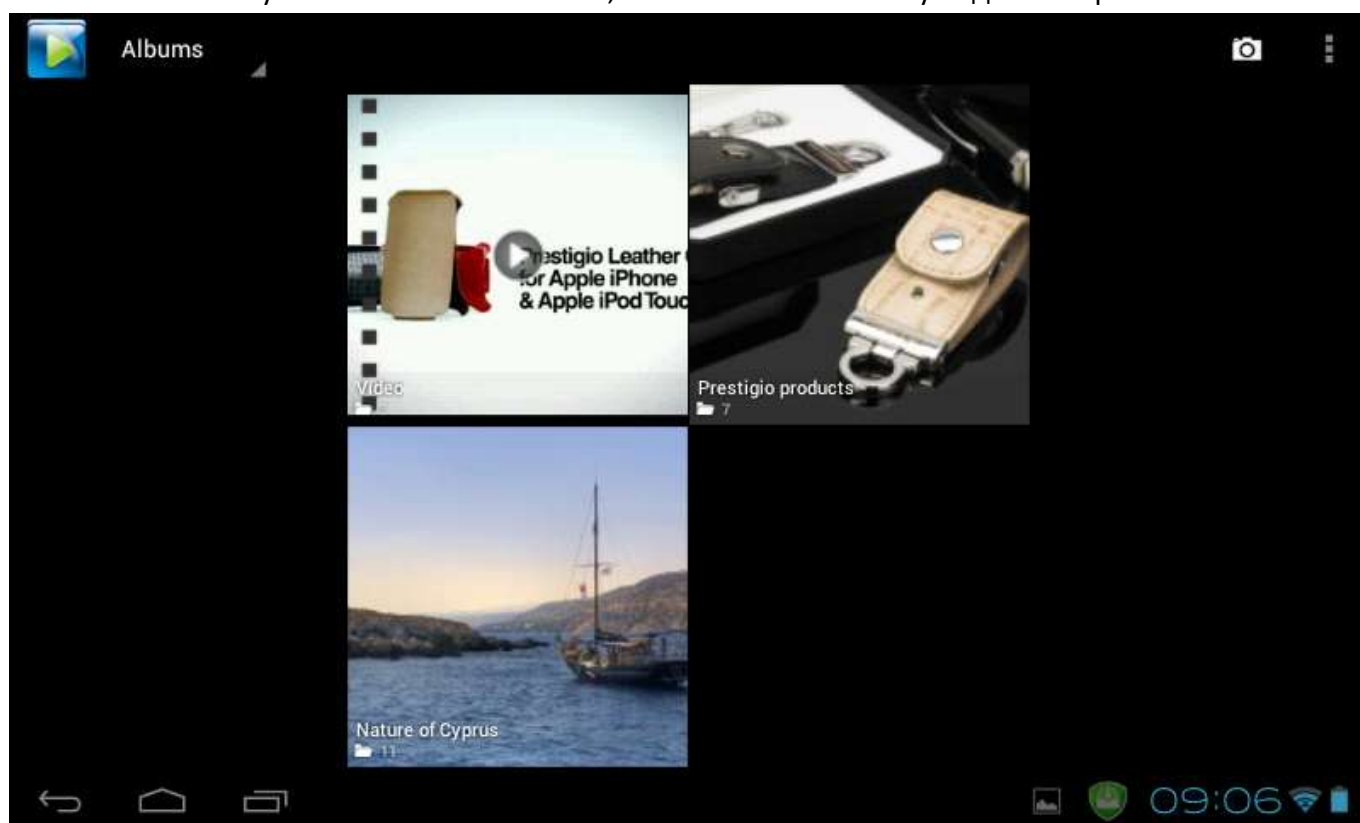 Albums
Prestigio Leather
for Apple iPhone
& Apple iPod Touc
Video
Prestigio products
7
Nature of Cyprus
11
09:06